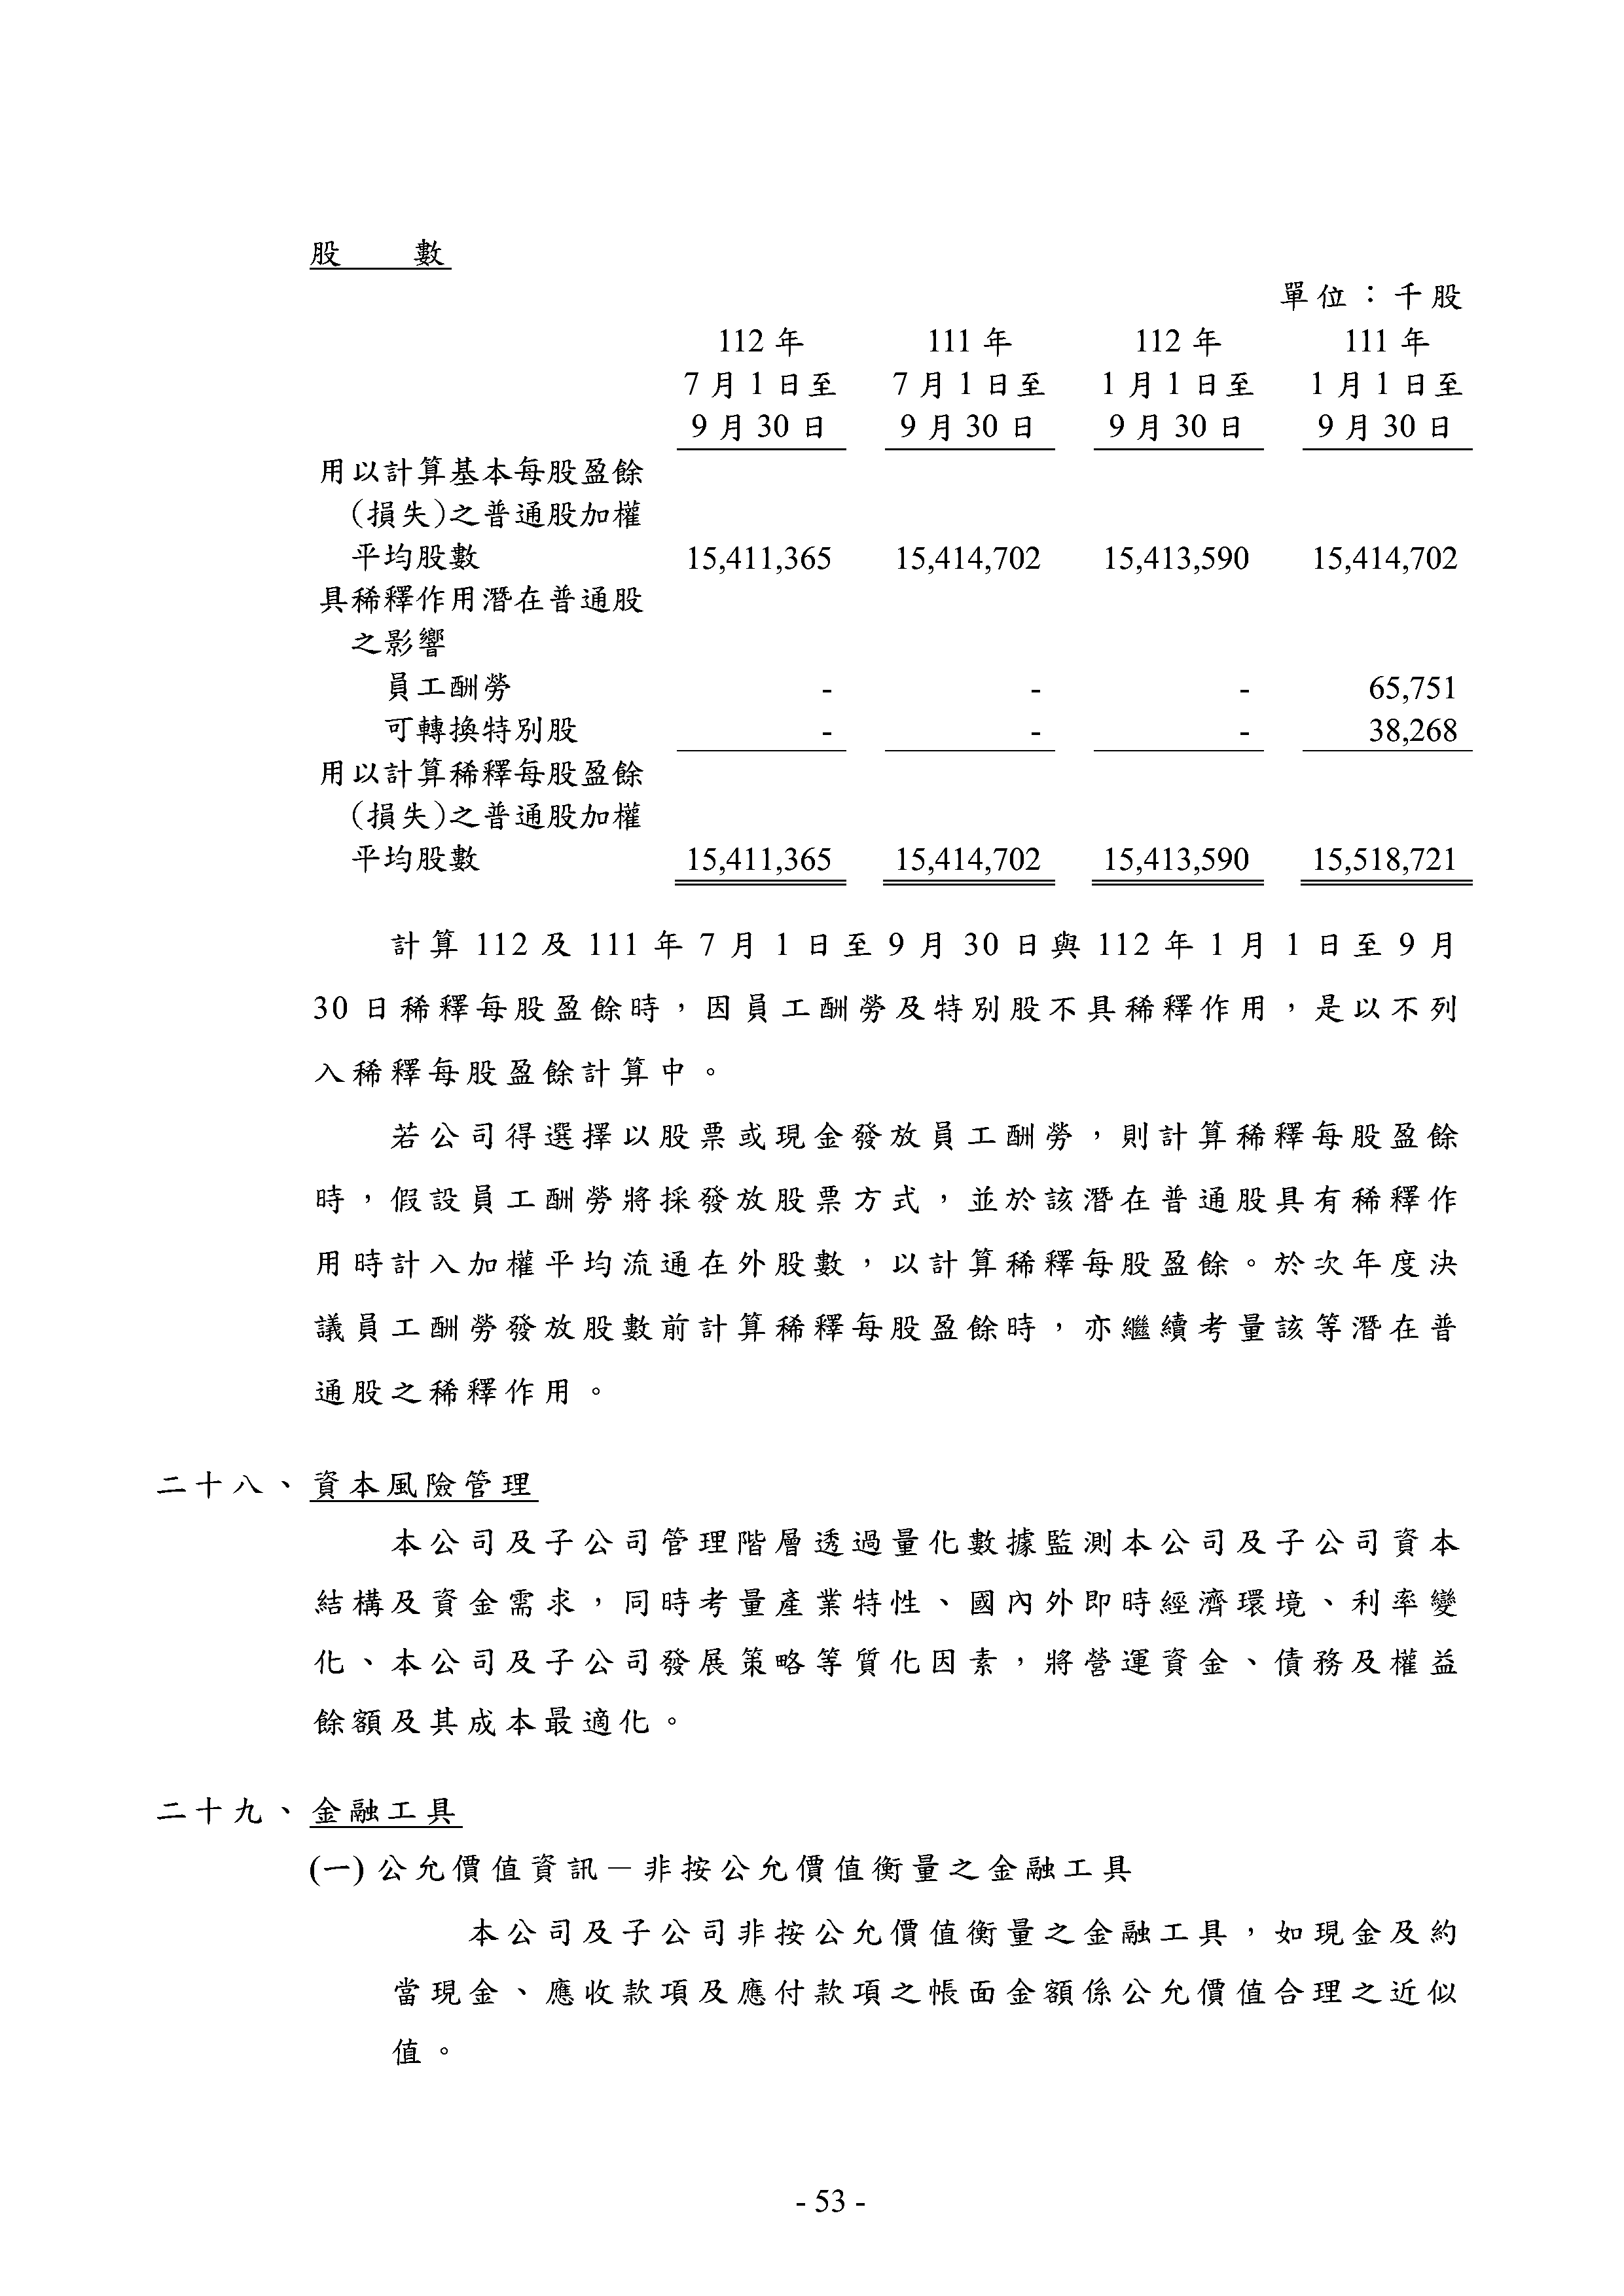 股 數
單位：千股
112 年 111 年 112 年 111 年
7 月 1 日至 7 月 1 日至 1 月 1 日至 1 月 1 日至
9 月 30 日 9 月 30 日 9 月 30 日 9 月 30 日
用以計算基本每股盈餘
(損失)之普通股加權
平均股數 15,411,365 15,414,702 15,413,590 15,414,702
具稀釋作用潛在普通股
之影響
員工酬勞 - - - 65,751
可轉換特別股 - - - 38,268
用以計算稀釋每股盈餘
(損失)之普通股加權
平均股數 15,411,365 15,414,702 15,413,590 15,518,721
計算 112 及 111 年 7 月 1 日至 9 月 30 日與 112 年 1 月 1 日至 9 月
30 日稀釋每股盈餘時，因員工酬勞及特別股不具稀釋作用，是以不列
入稀釋每股盈餘計算中。
若公司得選擇以股票或現金發放員工酬勞，則計算稀釋每股盈餘
時，假設員工酬勞將採發放股票方式，並於該潛在普通股具有稀釋作
用時計入加權平均流通在外股數，以計算稀釋每股盈餘。於次年度決
議員工酬勞發放股數前計算稀釋每股盈餘時，亦繼續考量該等潛在普
通股之稀釋作用。
二十八、資本風險管理
本公司及子公司管理階層透過量化數據監測本公司及子公司資本
結構及資金需求，同時考量產業特性、國內外即時經濟環境、利率變
化、本公司及子公司發展策略等質化因素，將營運資金、債務及權益
餘額及其成本最適化。
二十九、金融工具
(一) 公允價值資訊－非按公允價值衡量之金融工具
本公司及子公司非按公允價值衡量之金融工具，如現金及約
當現金、應收款項及應付款項之帳面金額係公允價值合理之近似
值。
- 53 -